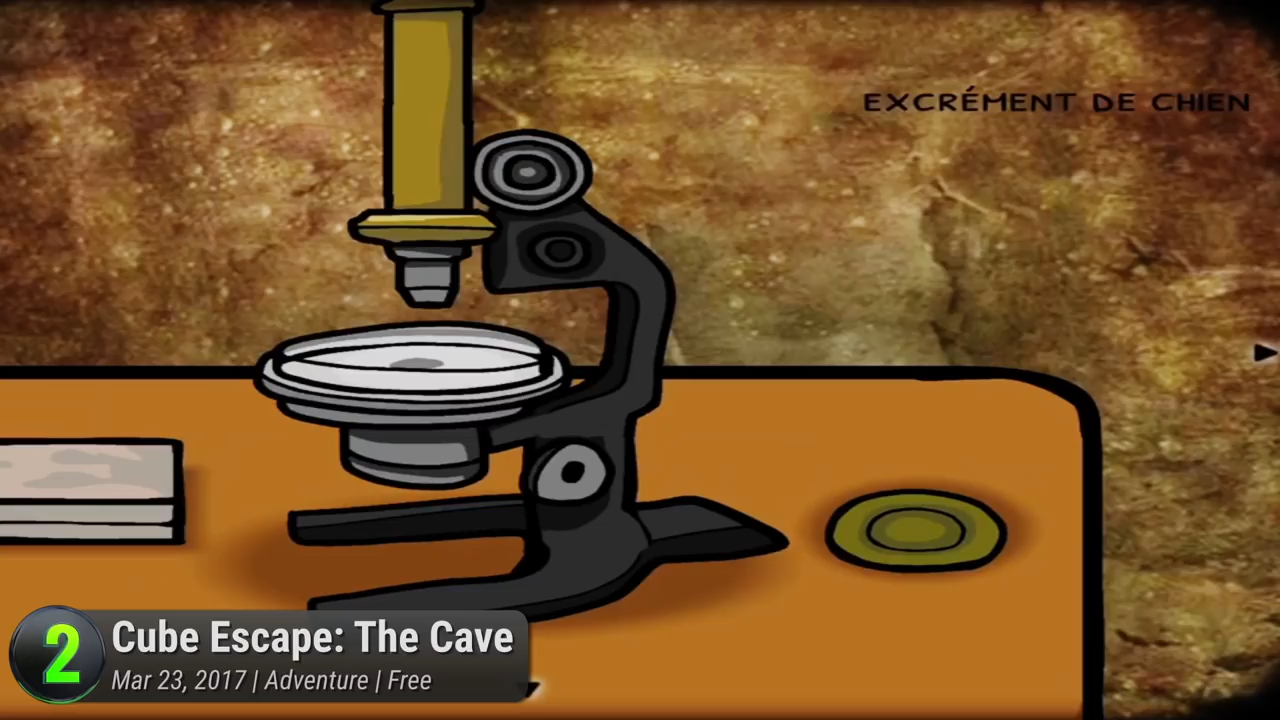 EXCRÉMENT DE CHIEN
2
Cube Escape: The Cave
Mar 23, 2017 | Adventure | Free